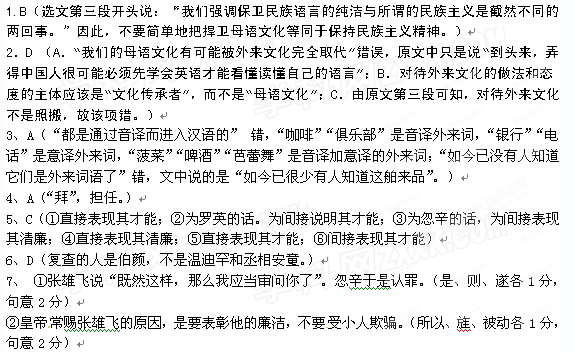 1.B（选文第三段开头说："我们强调保卫民族语言的纯洁与所谓的民族主义是截然不同的
两回事。"因此，不要简单地把捍卫母语文化等同于保持民族主义精神。）
2．D（A．"我们的母语文化有可能被外来文化完全取代"错误，原文中只是说"到头来，弄
得中国人很可能必须先学会英语才能看懂读懂自己的语言"；B．对待外来文化的做法和态
度的主体应该是"文化传承者"，而不是"母语文化"；C．由原文第三段可知，对待外来文化
不是照搬，故该项错。）
3、A（"都是通过音译而进入汉语的" 错，"咖啡""俱乐部"是音译外来词，"银行""电
话"是意译外来词，"菠菜""啤酒""芭蕾舞"是音译加意译的外来词；"如今已没有人知道
它们是外来词语了"错，文中说的是"如今已很少有人知道这舶来品"。）
4、A（"拜"，担任。）
5、C（①直接表现其才能；②为罗英的话。为间接说明其才能；③为忽辛的话，为间接表现
其清廉；④直接表现其清廉；⑤直接表现其才能；⑥间接表现其才能）
6、D（复查的人是伯颜，不是温迪罕和丞相安童。）
7、 ①张雄飞说"既然这样，那么我应当审问你了"。忽辛于是认罪。（是、则、遂各1分，
句意2分）
②皇帝常赐张雄飞的原因，是要表彰他的廉洁，不要受小人欺骗。（所以、旌、被动各1分，
句意2分）